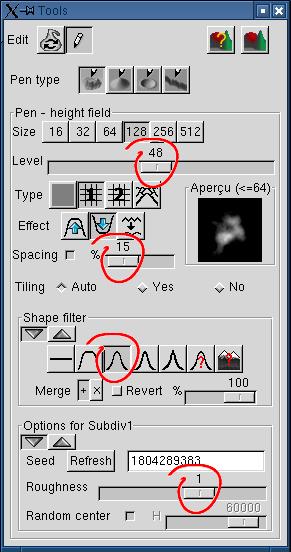 Tools
Edit
Pen type
Pen - height field
Size 16 32 64 128 256 512
48
Level
Type 1 2 Aperçu (<=64)
Effect
15
Spacing %
Tiling Auto Yes No
Shape filter
?
Merge + × Revert % 100
Options for Subdiv1
Seed Refresh 1804289383
1
Roughness
60000
Random center H